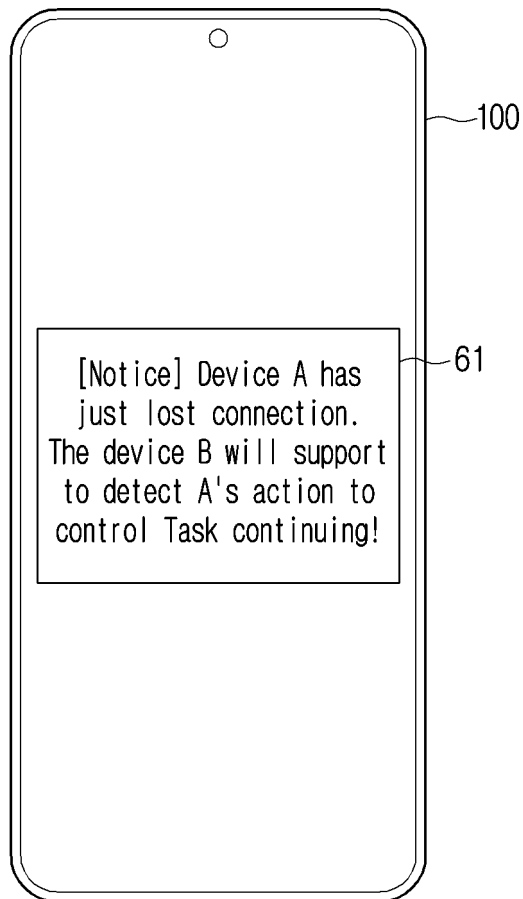 100
61
[Notice] Device A has
just lost connection.
The device B will support
to detect A's action to
control Task continuing!